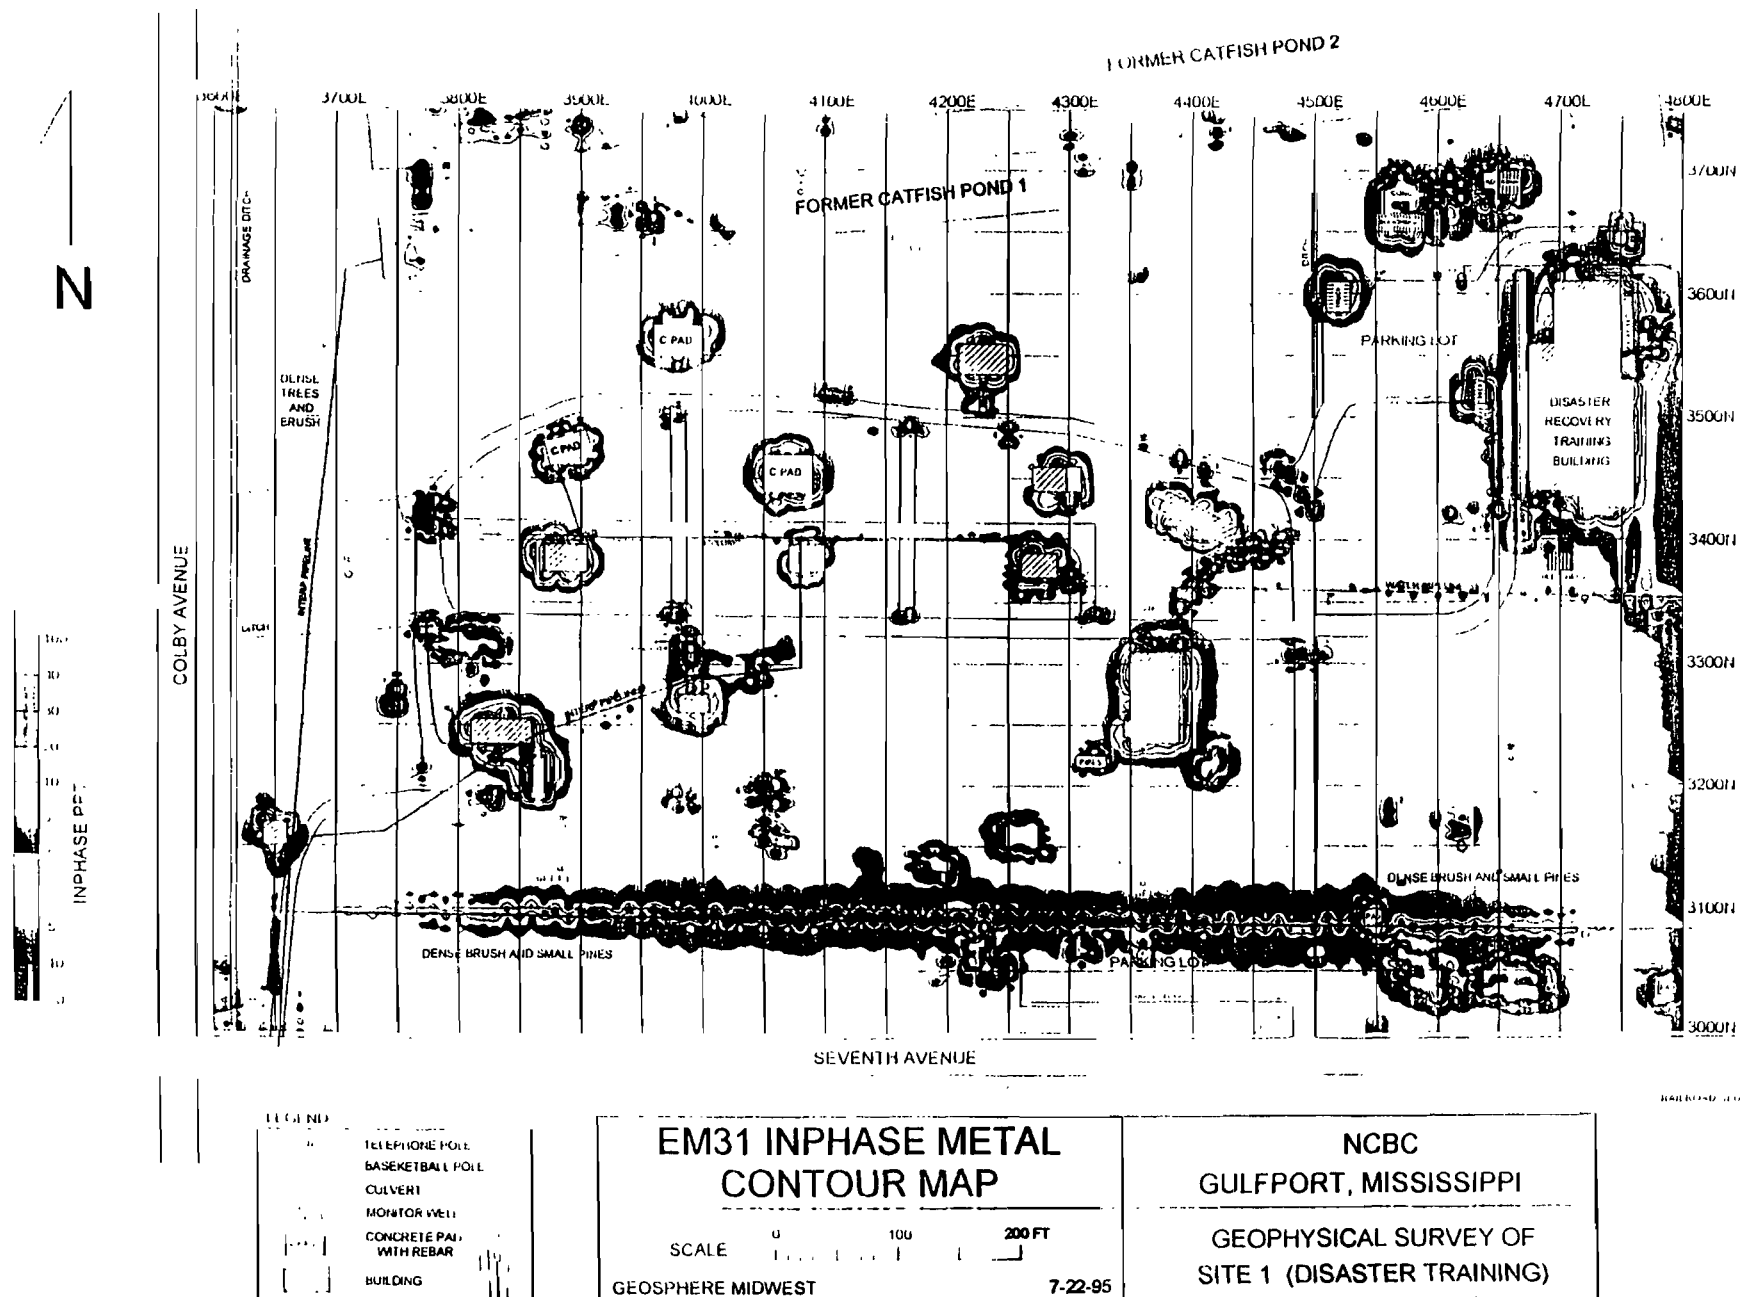 FORMER CATFISH POND 2
3700E 3800E 3900E 4000E 4100E 4200E 4300E 4400E 4500E 4600E 4700E 4800E
3700N
FORMER CATFISH POND 1
DRAINAGE DITCH
N
3600N
C PAD
PARKING LOT
DENSE
TREES
AND
BRUSH
3500N
DISASTER
RECOVERY
TRAINING
BUILDING
C PAD
C PAD
3400N
COLBY AVENUE
INTERP PIPELINE
DITCH
3300N
INTERP PIPELINE
3200N
INPHASE PPT
DENSE BRUSH AND SMALL PINES
3100N
DENSE BRUSH AND SMALL PINES
PARKING LOT
3000N
SEVENTH AVENUE
LEGEND
TELEPHONE POLE
BASEKETBALL POLE
CULVERT
MONITOR WELL
CONCRETE PAD
WITH REBAR
BUILDING
EM31 INPHASE METAL
CONTOUR MAP
SCALE 0 100 200 FT
GEOSPHERE MIDWEST 7-22-95
NCBC
GULFPORT, MISSISSIPPI
GEOPHYSICAL SURVEY OF
SITE 1 (DISASTER TRAINING)